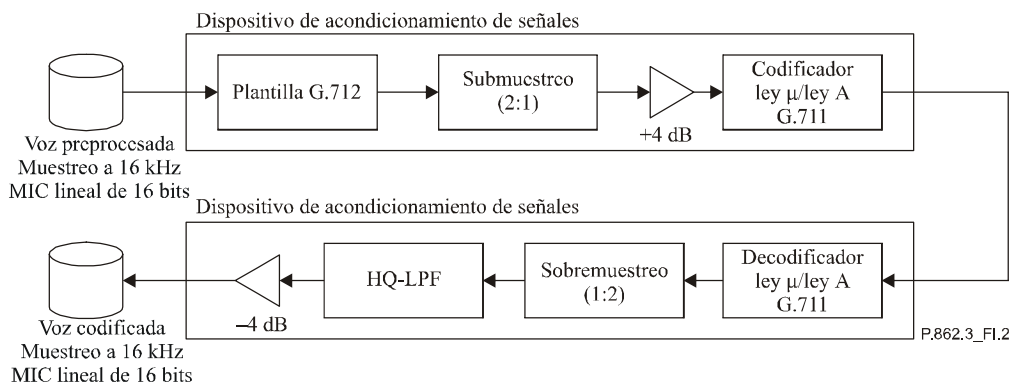 Dispositivo de acondicionamiento de señales
Plantilla G.712
Submuestreo
(2:1)
+4 dB
Codificador
ley μ/ley A
G.711
Voz preprocesada
Muestreo a 16 kHz
MIC lineal de 16 bits
Dispositivo de acondicionamiento de señales
–4 dB
HQ-LPF
Sobremuestreo
(1:2)
Decodificador
ley μ/ley A
G.711
Voz codificada
Muestreo a 16 kHz
MIC lineal de 16 bits
P.862.3_FI.2